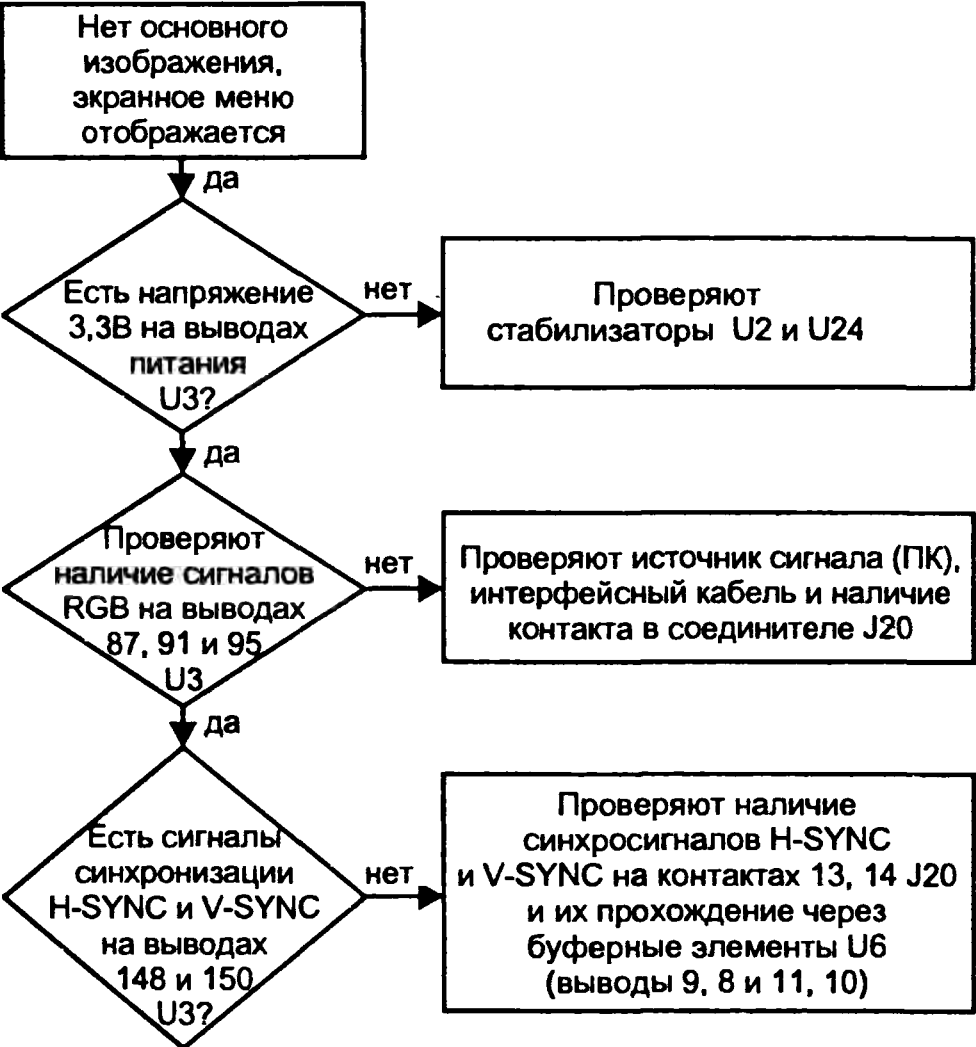 Нет основного
изображения,
экранное меню
отображается
да
Есть напряжение
3,3В на выводах
питания
U3?
нет
Проверяют
стабилизаторы U2 и U24
да
Проверяют
наличие сигналов
RGB на выводах
87, 91 и 95
U3
нет
Проверяют источник сигнала (ПК),
интерфейсный кабель и наличие
контакта в соединителе J20
да
Есть сигналы
синхронизации
H-SYNC и V-SYNC
на выводах
148 и 150
U3?
нет
Проверяют наличие
синхросигналов H-SYNC
и V-SYNC на контактах 13, 14 J20
и их прохождение через
буферные элементы U6
(выводы 9, 8 и 11, 10)